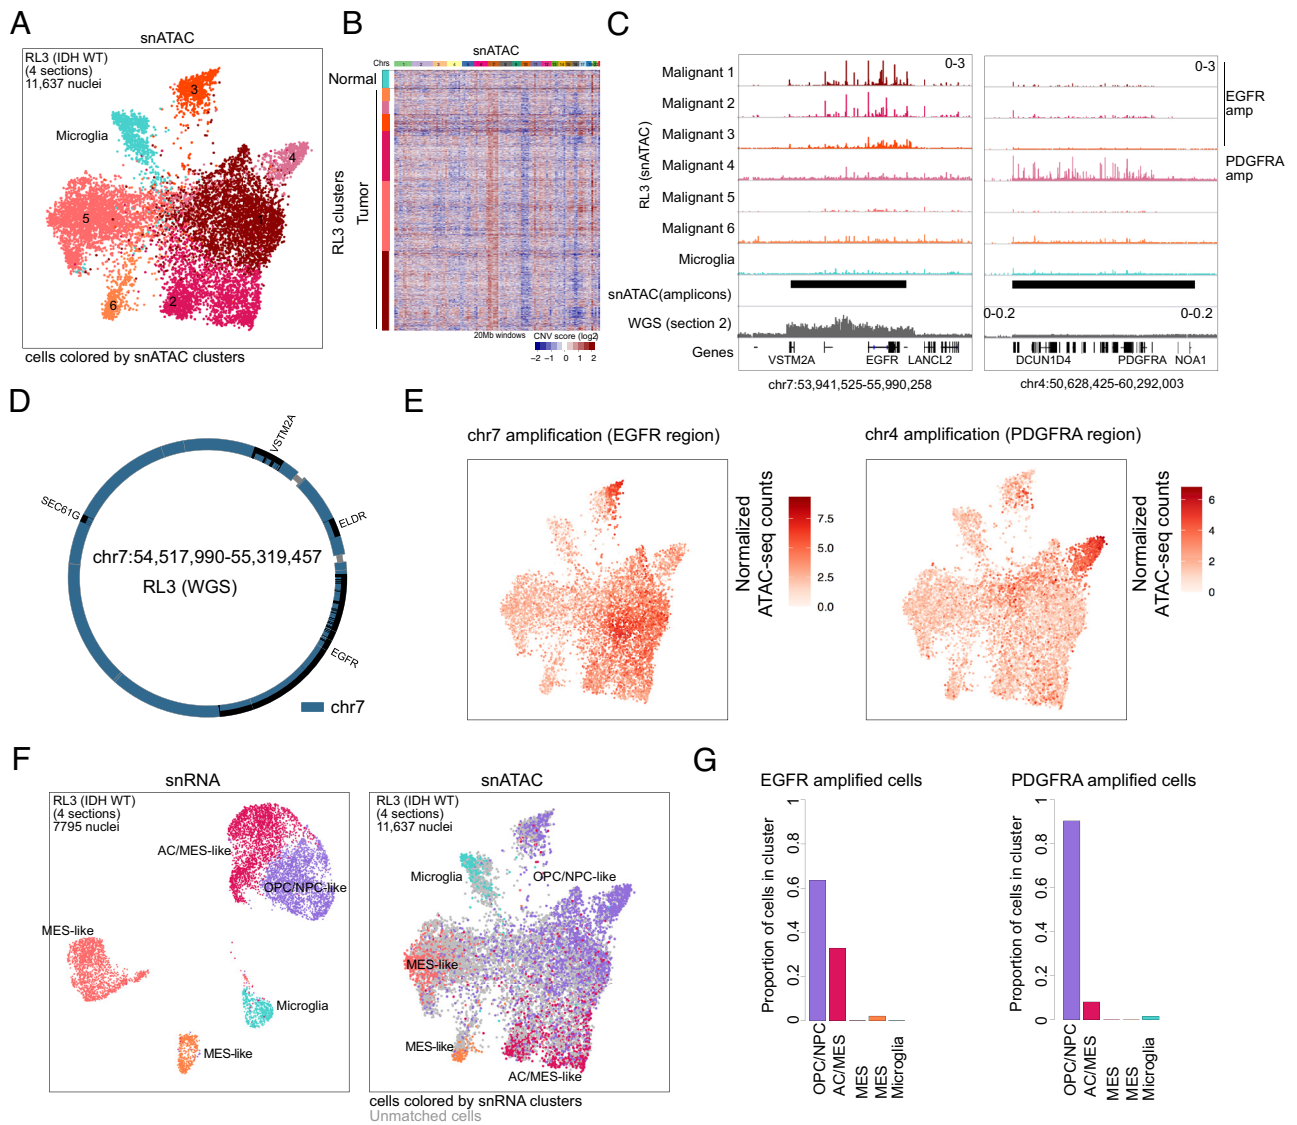 A
snATAC
RL3 (IDH WT)
(4 sections)
11,637 nuclei
3
Microglia
4
5
1
6
2
cells colored by snATAC clusters
B
snATAC
Chrs
Normal
Tumor
RL3 clusters
20Mb windows
CNV score (log2)
−2 −1 0 1 2
C
0-3
0-3
Malignant 1
Malignant 2
Malignant 3
Malignant 4
Malignant 5
Malignant 6
Microglia
RL3 (snATAC)
EGFR
amp
PDGFRA
amp
snATAC(amplicons)
WGS (section 2)
0-0.2
0-0.2
Genes
VSTM2A
EGFR
LANCL2
DCUN1D4
PDGFRA
NOA1
chr7:53,941,525-55,990,258
chr4:50,628,425-60,292,003
D
VSTM2A
SEC61G
ELDR
chr7:54,517,990-55,319,457
RL3 (WGS)
EGFR
chr7
E
chr7 amplification (EGFR region)
Normalized
ATAC-seq counts
7.5
5.0
2.5
0.0
chr4 amplification (PDGFRA region)
Normalized
ATAC-seq counts
6
4
2
0
F
snRNA
RL3 (IDH WT)
(4 sections)
7795 nuclei
AC/MES-like
OPC/NPC-like
MES-like
Microglia
MES-like
snATAC
RL3 (IDH WT)
(4 sections)
11,637 nuclei
Microglia
OPC/NPC-like
MES-like
MES-like
AC/MES-like
cells colored by snRNA clusters
Unmatched cells
G
EGFR amplified cells
Proportion of cells in cluster
0 0.2 0.4 0.6 0.8 1
OPC/NPC
AC/MES
MES
MES
Microglia
PDGFRA amplified cells
Proportion of cells in cluster
0 0.2 0.4 0.6 0.8 1
OPC/NPC
AC/MES
MES
MES
Microglia